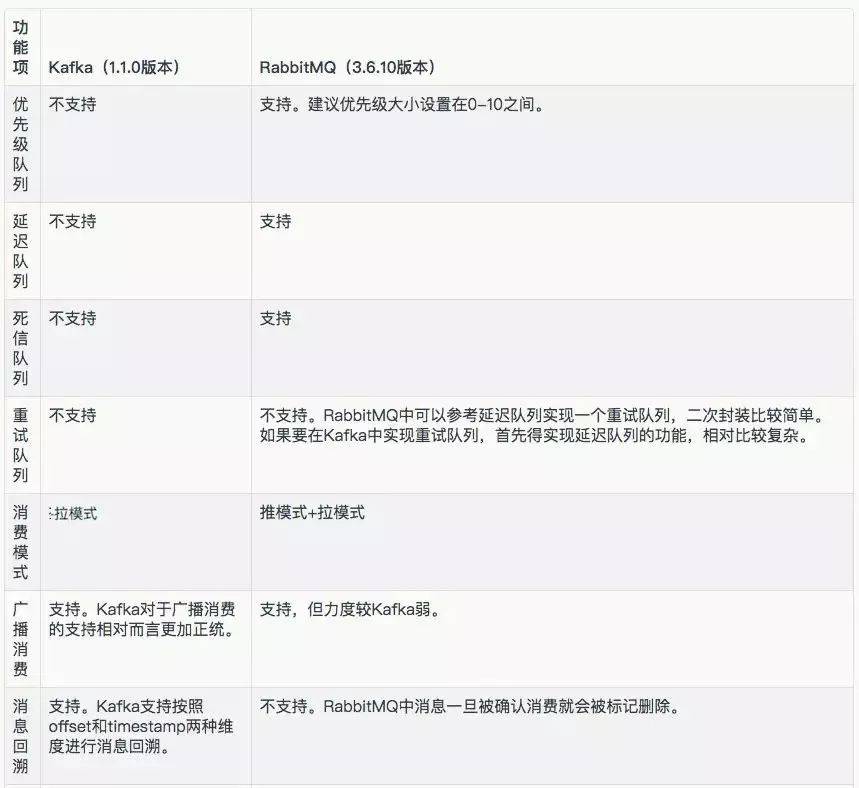 功能项
Kafka（1.1.0版本）
RabbitMQ（3.6.10版本）
优先级队列
不支持
支持。建议优先级大小设置在0-10之间。
延迟队列
不支持
支持
死信队列
不支持
支持
重试队列
不支持
不支持。RabbitMQ中可以参考延迟队列实现一个重试队列，二次封装比较简单。
如果要在Kafka中实现重试队列，首先得实现延迟队列的功能，相对比较复杂。
消费模式
拉模式
推模式+拉模式
广播消费
支持。Kafka对于广播消费
的支持相对而言更加正统。
支持，但力度较Kafka弱。
消息回溯
支持。Kafka支持按照
offset和timestamp两种维
度进行消息回溯。
不支持。RabbitMQ中消息一旦被确认消费就会被标记删除。